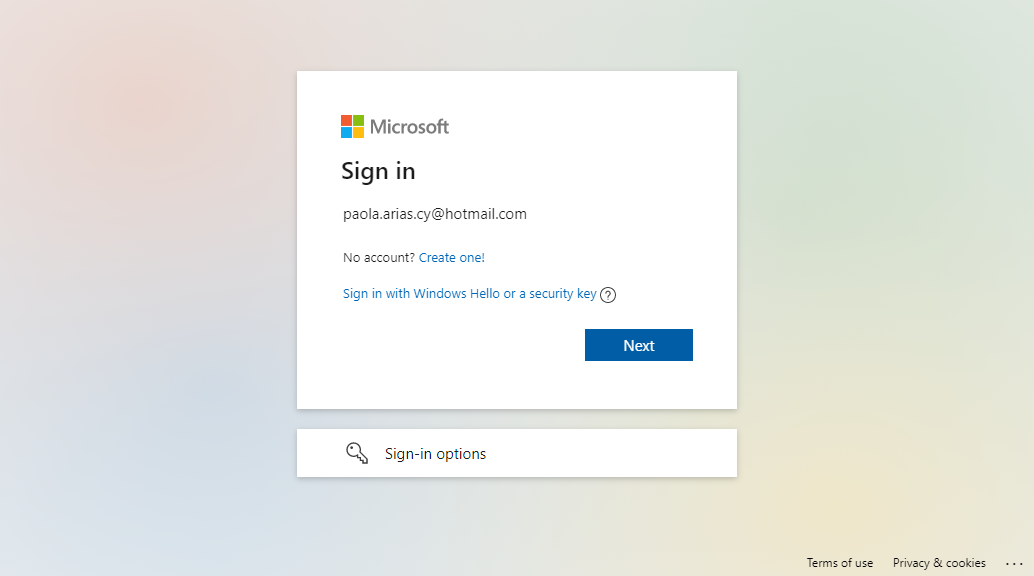 Microsoft
Sign in
paola.arias.cy@hotmail.com
No account? Create one!
Sign in with Windows Hello or a security key ?
Next
Sign-in options
Terms of use Privacy & cookies ...